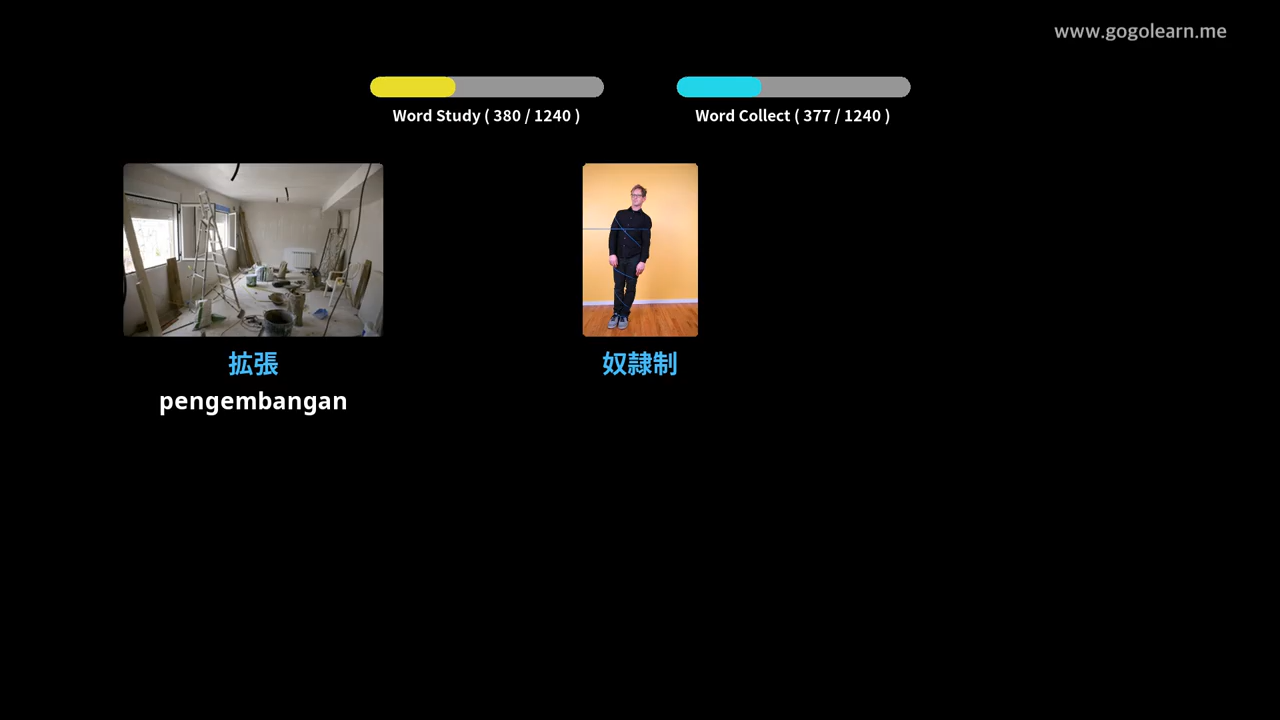 www.gogolearn.me
Word Study ( 380 / 1240 )
Word Collect ( 377 / 1240 )
拡張
pengembangan
奴隷制